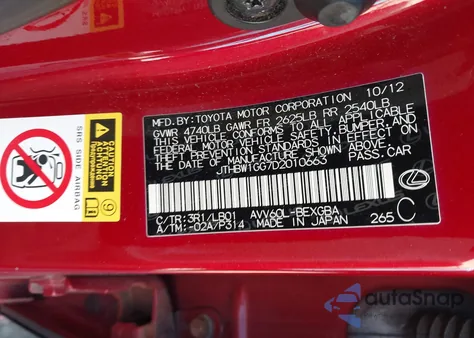 MFD.BY:TOYOTA MOTOR CORPORATION 10/12
GVWR 4740LB GAWR FR 2625LB RR 2540LB
THIS VEHICLE CONFORMS TO ALL APPLICABLE
FEDERAL MOTOR VEHICLE SAFETY, BUMPER, AND
THEFT PREVENTION STANDARDS IN EFFECT ON
THE DATE OF MANUFACTURE SHOWN ABOVE.
JTHBW1GG7D2010663 PASS.CAR
C/TR:3R1/LB01 AVV60L-BEXGBA
A/TM:-02A/P314 MADE IN JAPAN 265 C
SRS SIDE AIRBAG
CAUTION
autaSnap